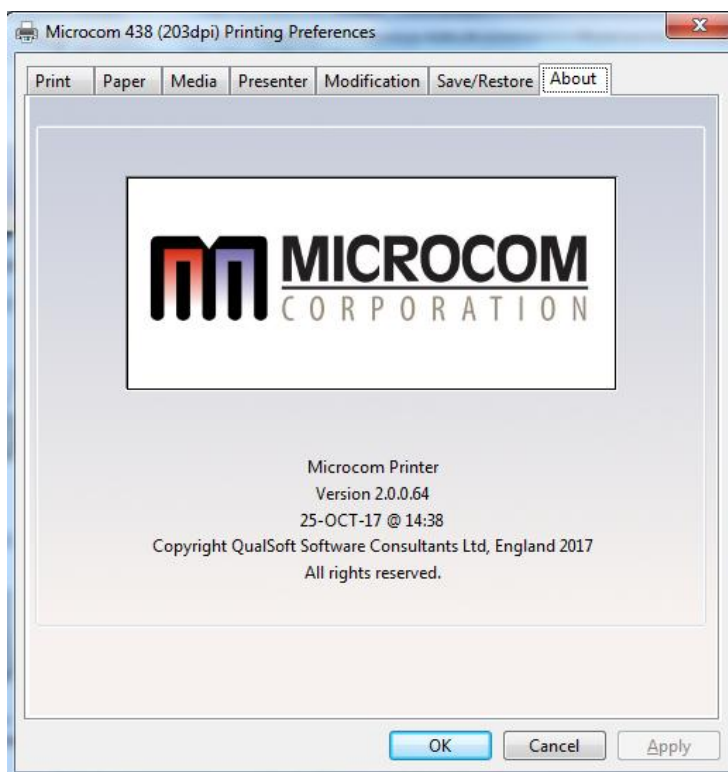 Microcom 438 (203dpi) Printing Preferences
Print Paper Media Presenter Modification Save/Restore About
MICROCOM
CORPORATION
Microcom Printer
Version 2.0.0.64
25-OCT-17 @ 14:38
Copyright QualSoft Software Consultants Ltd, England 2017
All rights reserved.
OK Cancel Apply